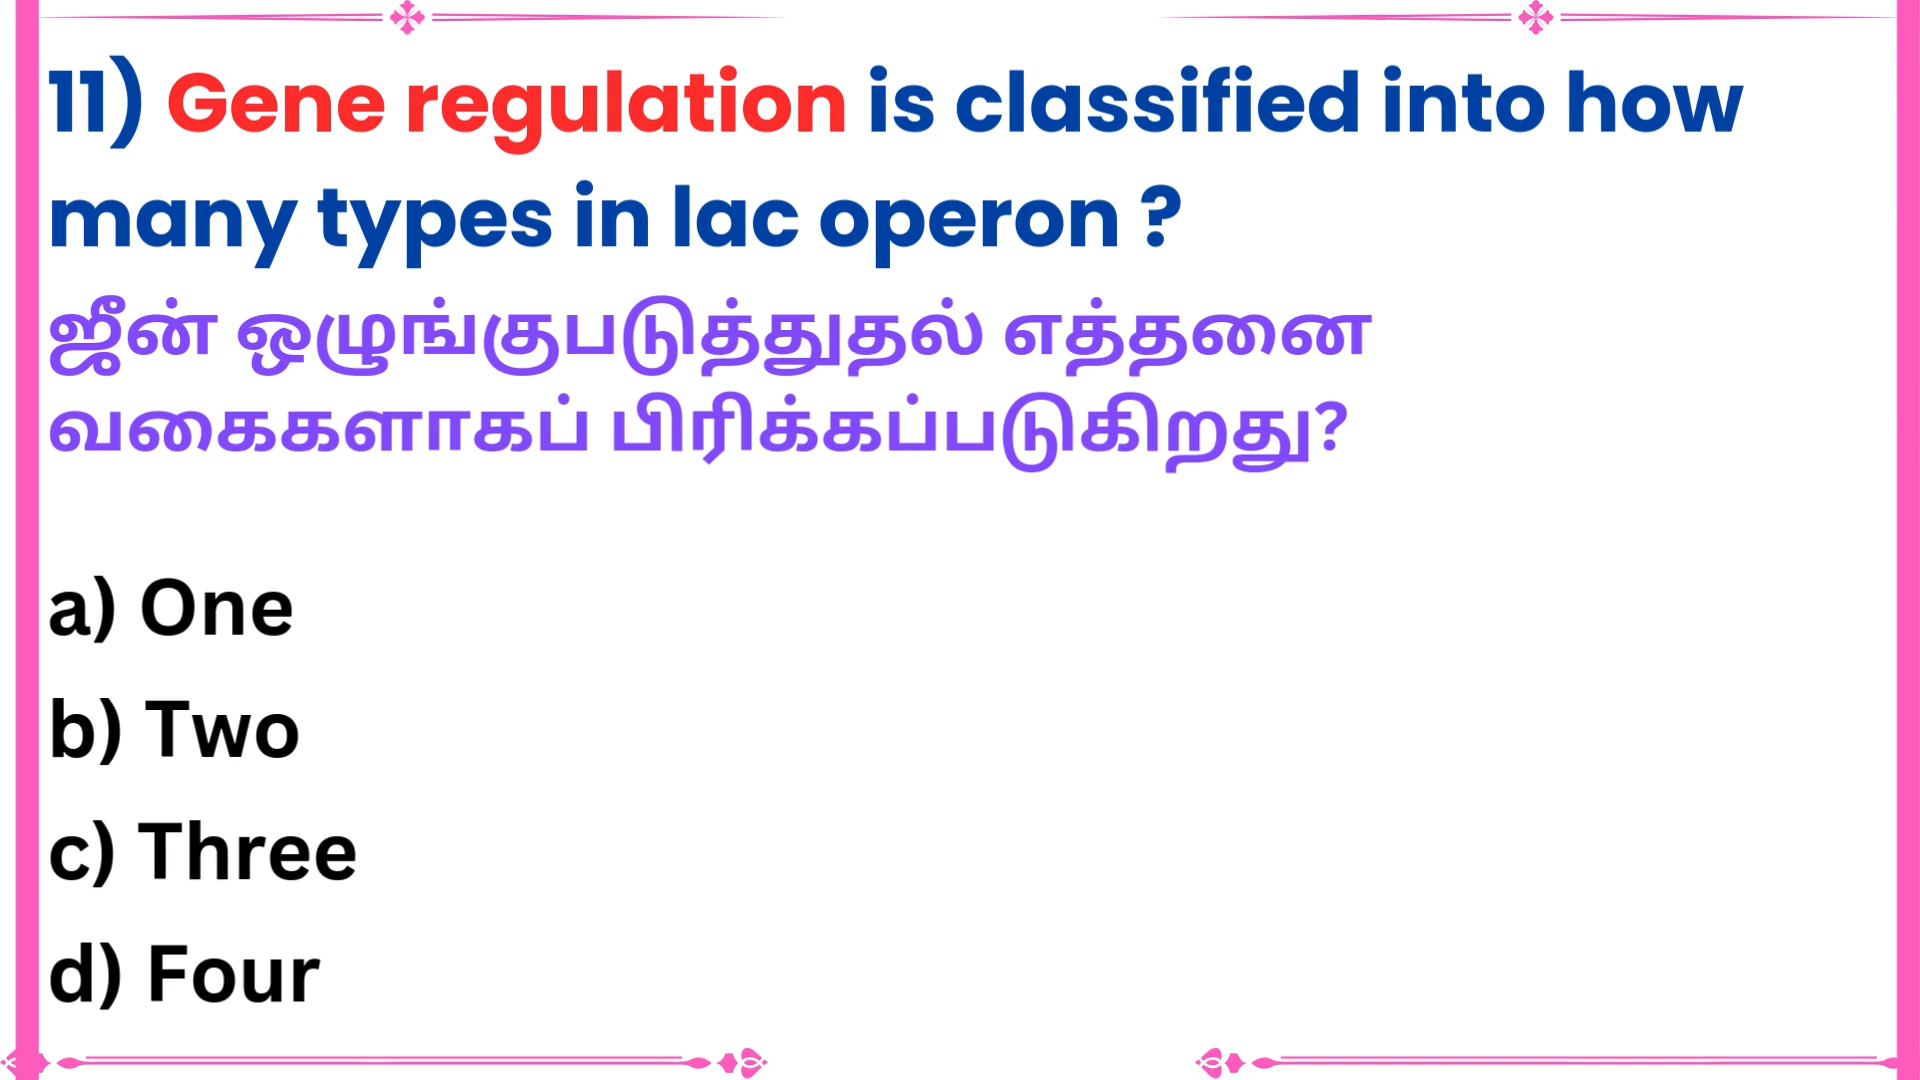 11) Gene regulation is classified into how
many types in lac operon ?
ஜீன் ஒழுங்குபடுத்துதல் எத்தனை
வகைகளாகப் பிரிக்கப்படுகிறது?
a) One
b) Two
c) Three
d) Four